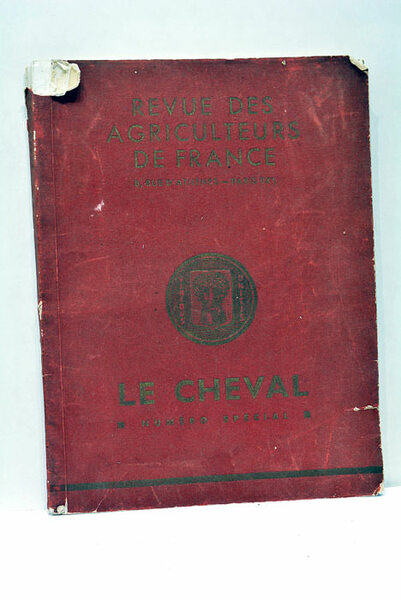 REVUE DES
AGRICULTEURS
DE FRANCE
LE CHEVAL
NUMÉRO SPÉCIAL